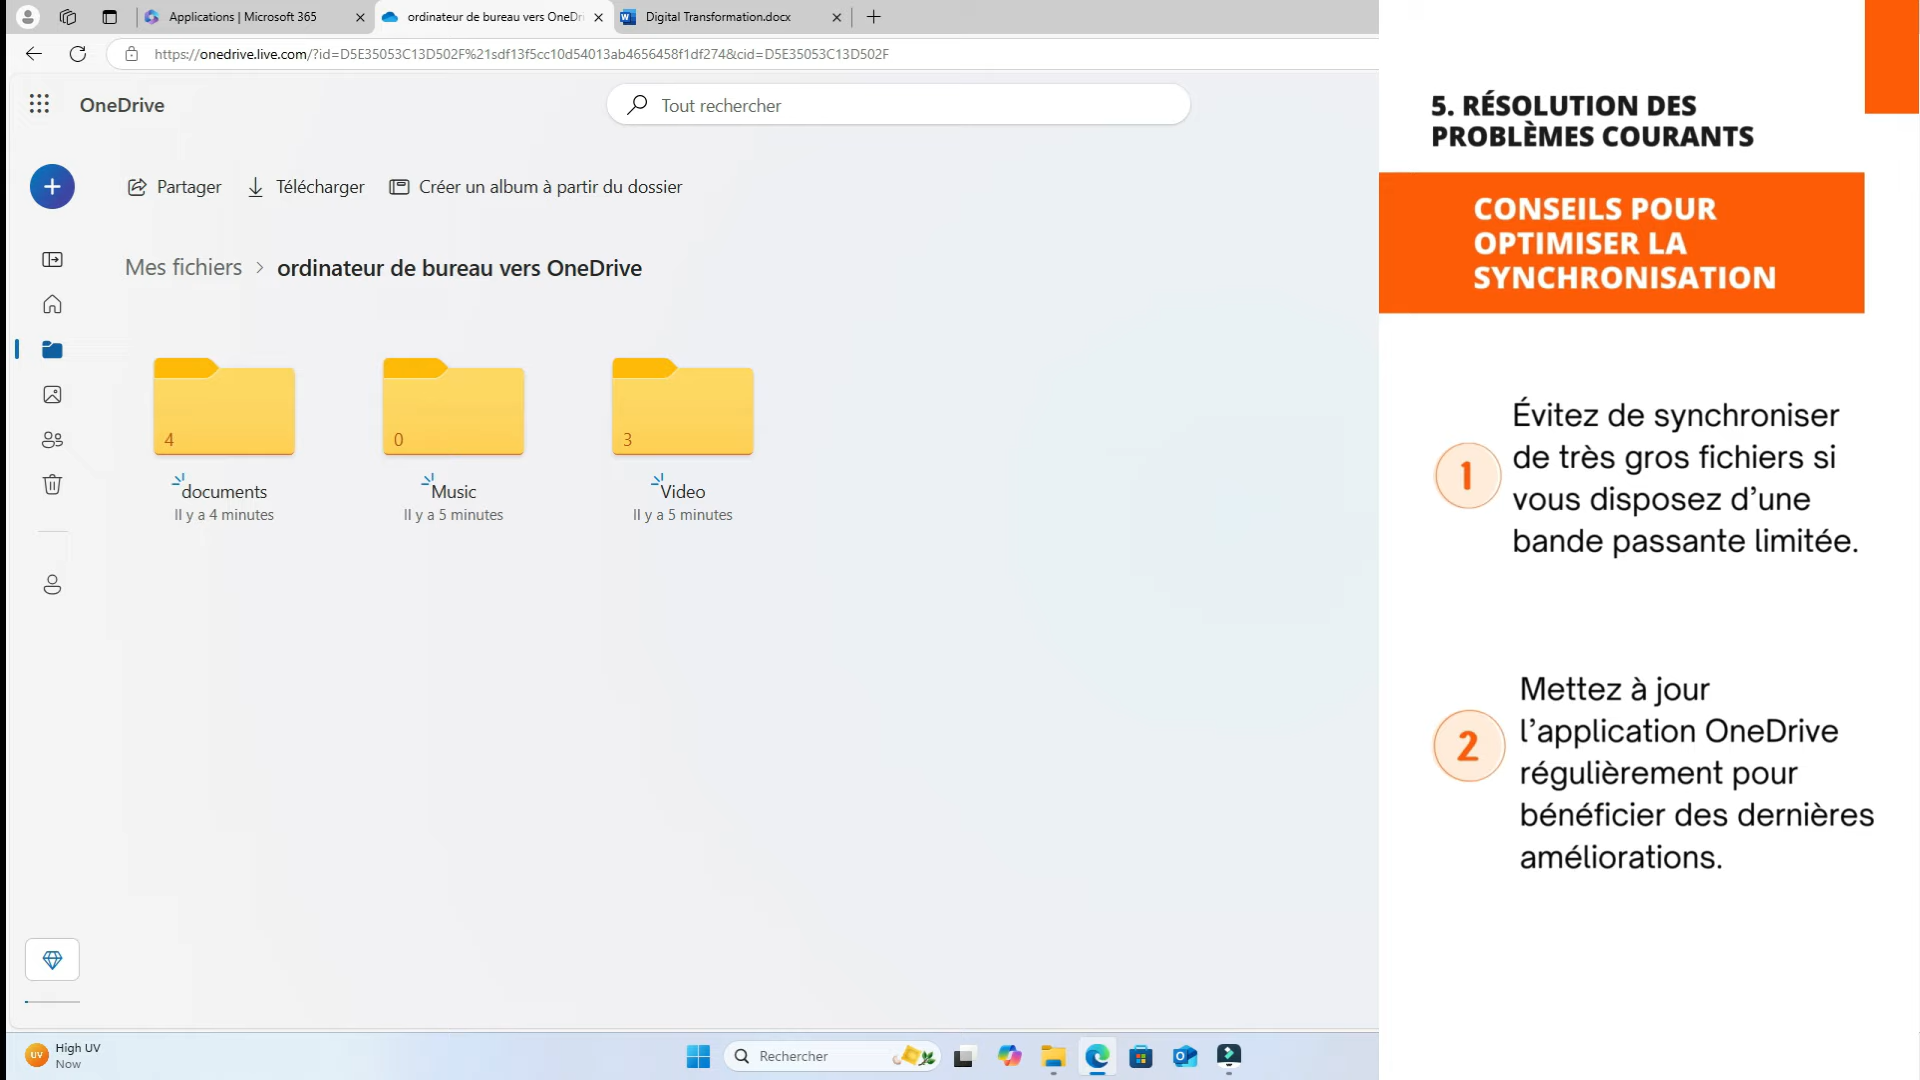 Applications | Microsoft 365
ordinateur de bureau vers OneDri
Digital Transformation.docx
https://onedrive.live.com/?id=D5E35053C13D502F%21sdf13f5cc10d54013ab4656458f1df274&cid=D5E35053C13D502F
OneDrive
Tout rechercher
Partager
Télécharger
Créer un album à partir du dossier
Mes fichiers > ordinateur de bureau vers OneDrive
4
0
3
documents
Music
Video
Il y a 4 minutes
Il y a 5 minutes
Il y a 5 minutes
UV
High UV
Now
Rechercher
5. RÉSOLUTION DES
PROBLÈMES COURANTS
CONSEILS POUR
OPTIMISER LA
SYNCHRONISATION
1
Évitez de synchroniser
de très gros fichiers si
vous disposez d’une
bande passante limitée.
2
Mettez à jour
l’application OneDrive
régulièrement pour
bénéficier des dernières
améliorations.